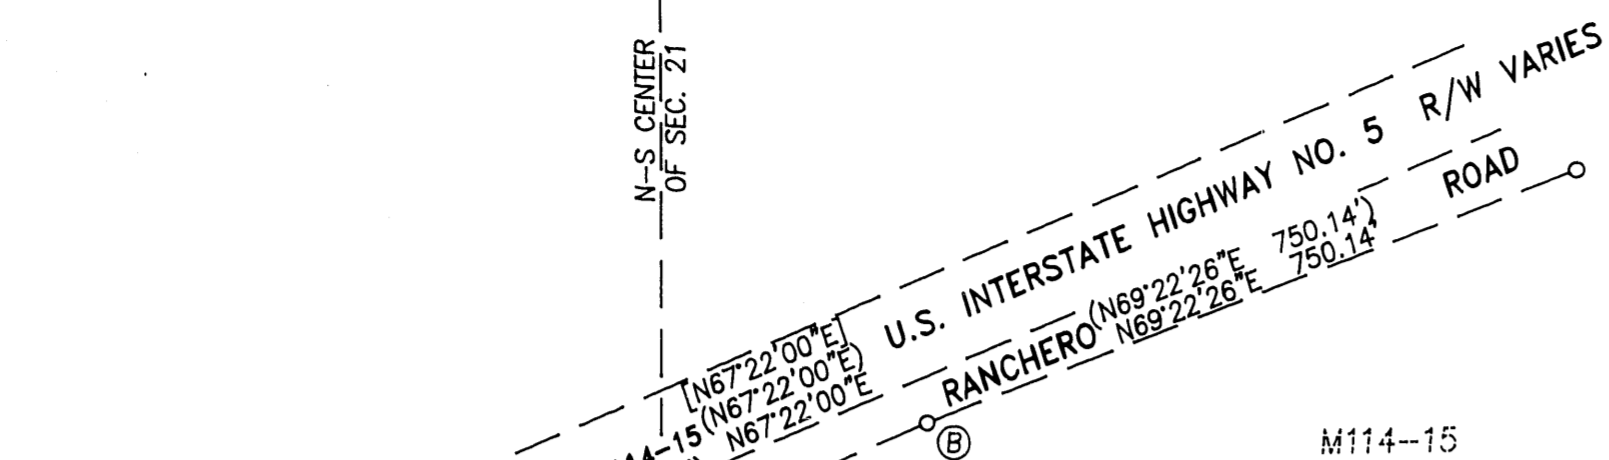 N-S CENTER
OF SEC. 21
U.S. INTERSTATE HIGHWAY NO. 5 R/W VARIES
[N67°22'00"E]
(N67°22'00"E)
N67°22'00"E
RANCHERO ROAD
(N69°22'26"E 750.14')
N69°22'26"E 750.14'
B
M114--15